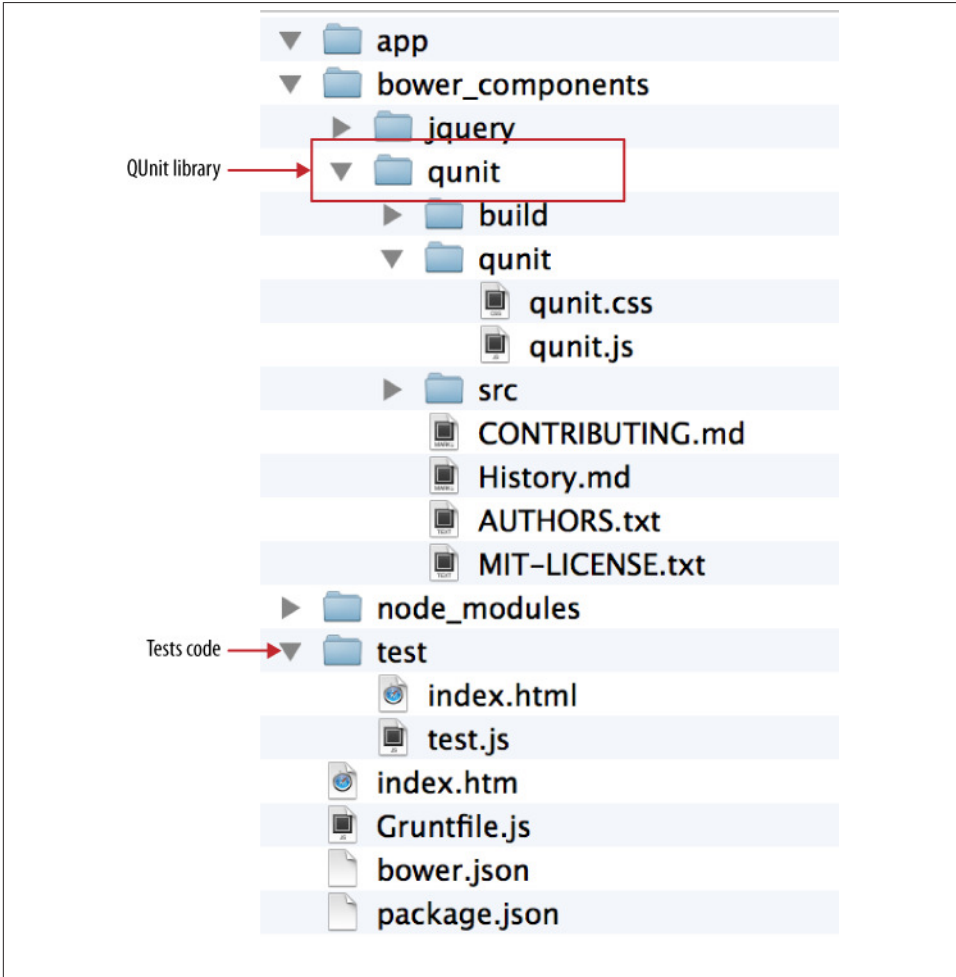 app
bower_components
jquery
QUnit library
qunit
build
qunit
qunit.css
qunit.js
src
CONTRIBUTING.md
History.md
AUTHORS.txt
MIT-LICENSE.txt
node_modules
Tests code
test
index.html
test.js
index.htm
Gruntfile.js
bower.json
package.json